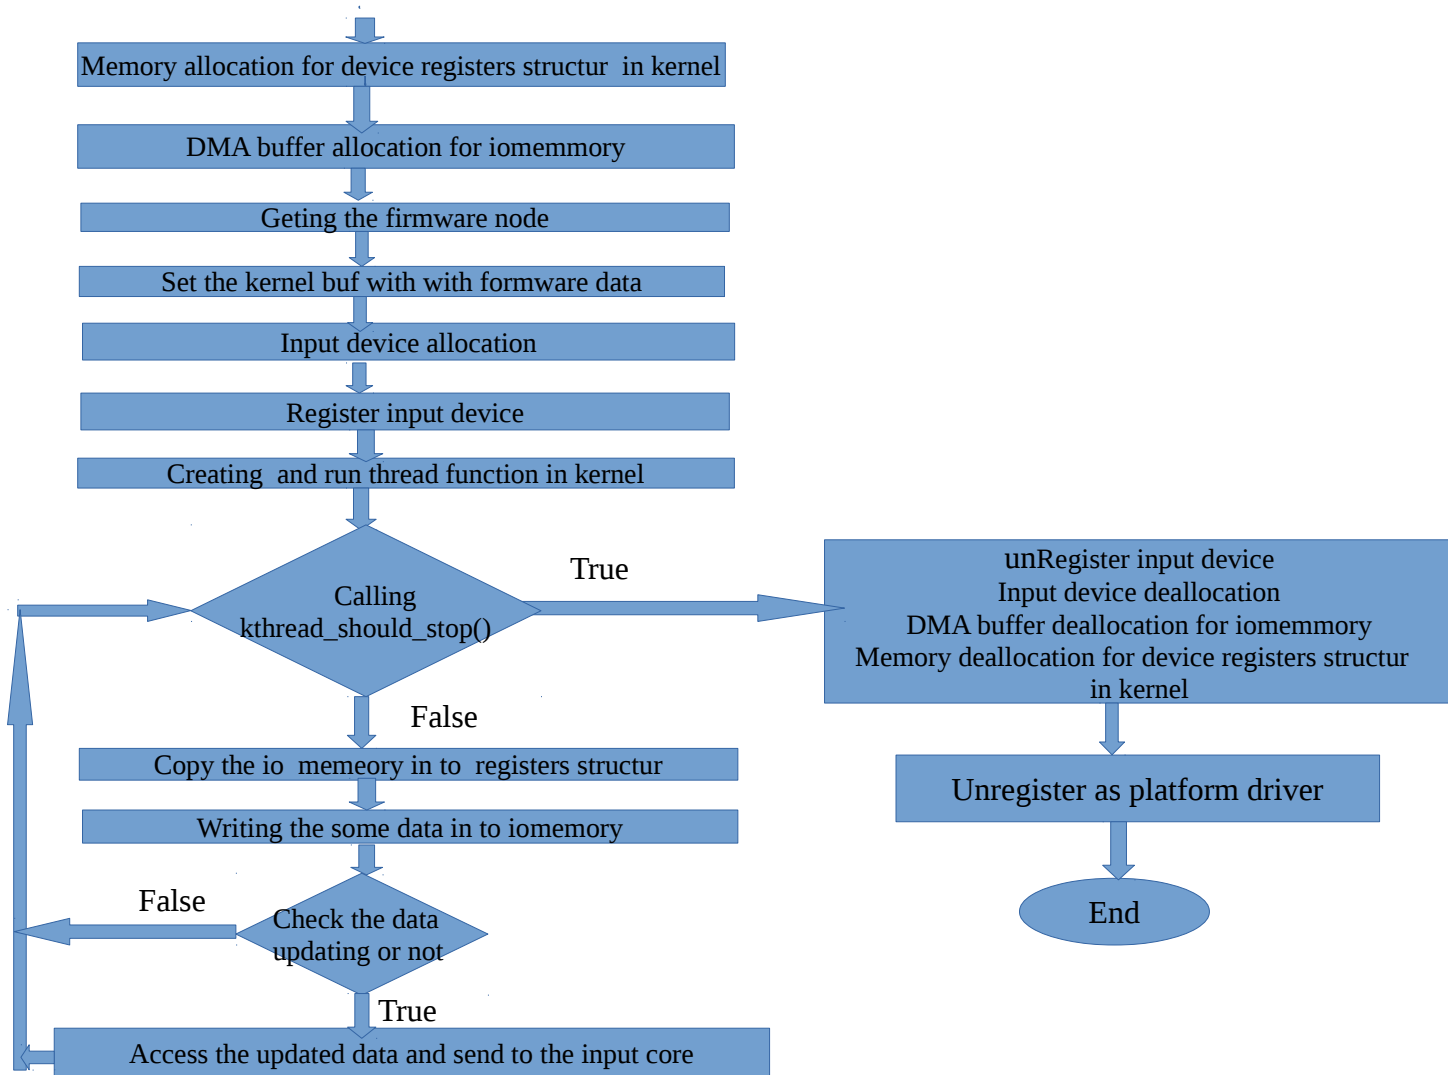 Memory allocation for device registers structur in kernel
DMA buffer allocation for iomemmory
Geting the firmware node
Set the kernel buf with with formware data
Input device allocation
Register input device
Creating and run thread function in kernel
Calling
kthread_should_stop()
True
unRegister input device
Input device deallocation
DMA buffer deallocation for iomemmory
Memory deallocation for device registers structur
in kernel
False
Copy the io memeory in to registers structur
Unregister as platform driver
Writing the some data in to iomemory
False
Check the data
updating or not
End
True
Access the updated data and send to the input core